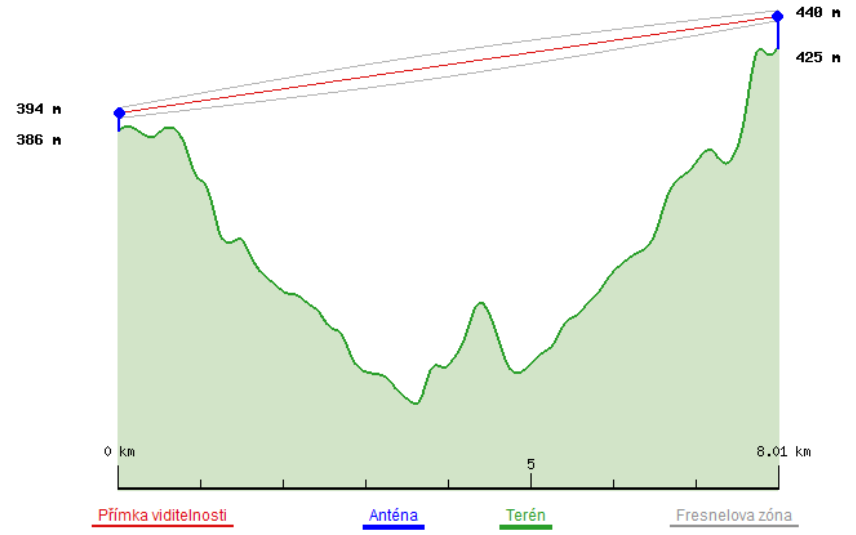 440 m
425 m
394 m
386 m
0 km
5
8.01 km
Přímka viditelnosti
Anténa
Terén
Fresnelova zóna